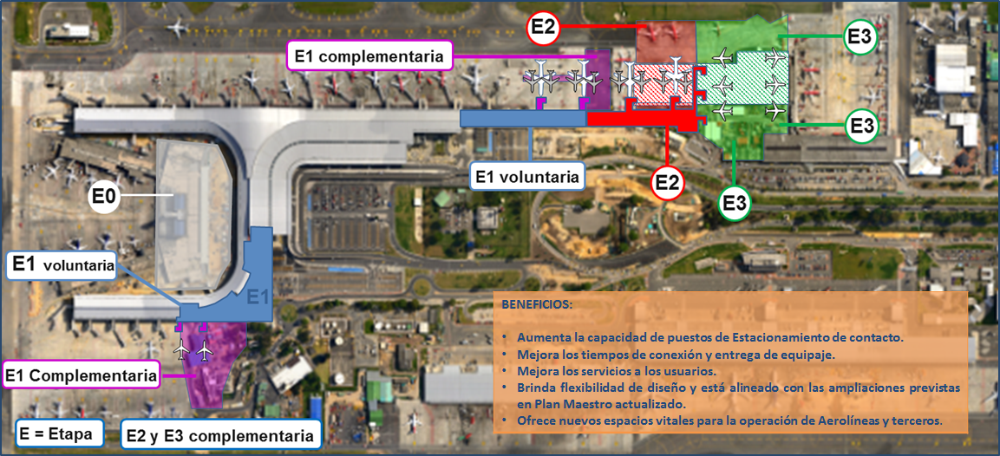 E2
E3
E1 complementaria
E3
E1 voluntaria
E2
E0
E3
E1 voluntaria
E1
BENEFICIOS:
• Aumenta la capacidad de puestos de Estacionamiento de contacto.
• Mejora los tiempos de conexión y entrega de equipaje.
• Mejora los servicios a los usuarios.
• Brinda flexibilidad de diseño y está alineado con las ampliaciones previstas
en Plan Maestro actualizado.
• Ofrece nuevos espacios vitales para la operación de Aerolíneas y terceros.
E1 Complementaria
E = Etapa
E2 y E3 complementaria